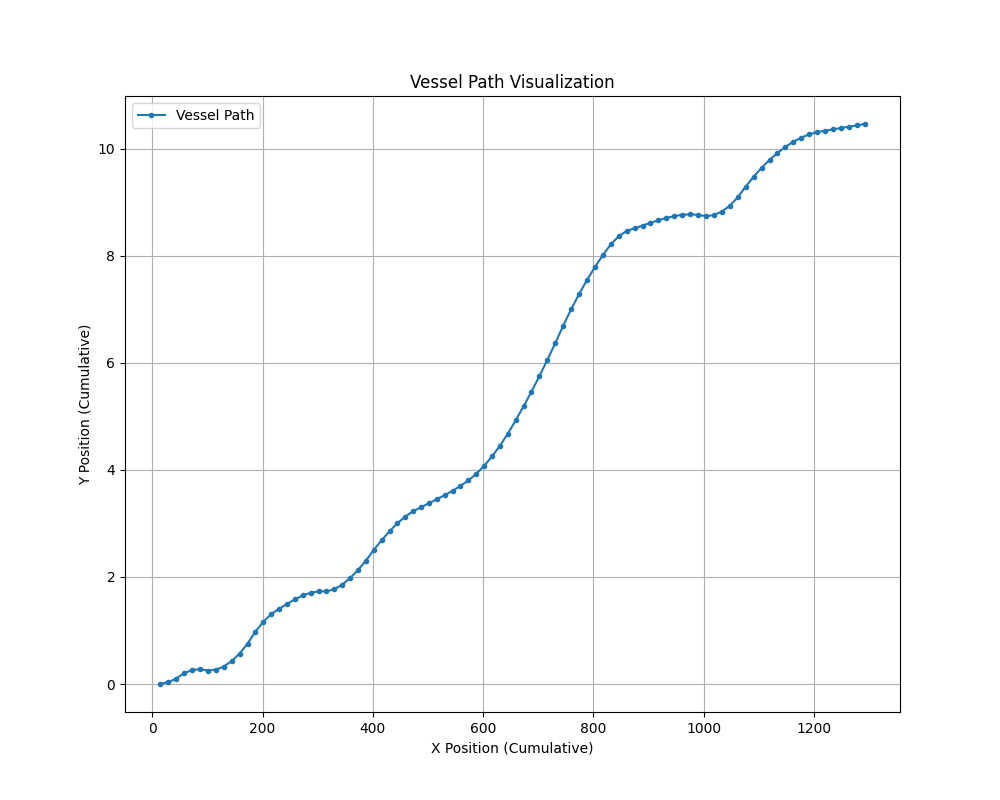 Vessel Path Visualization
Vessel Path
Y Position (Cumulative)
10
8
6
4
2
0
0 200 400 600 800 1000 1200
X Position (Cumulative)